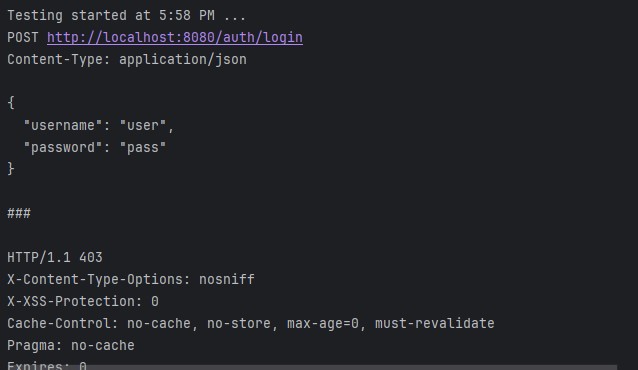 Testing started at 5:58 PM ...
POST http://localhost:8080/auth/login
Content-Type: application/json
{
"username": "user",
"password": "pass"
}
###
HTTP/1.1 403
X-Content-Type-Options: nosniff
X-XSS-Protection: 0
Cache-Control: no-cache, no-store, max-age=0, must-revalidate
Pragma: no-cache
Expires: 0